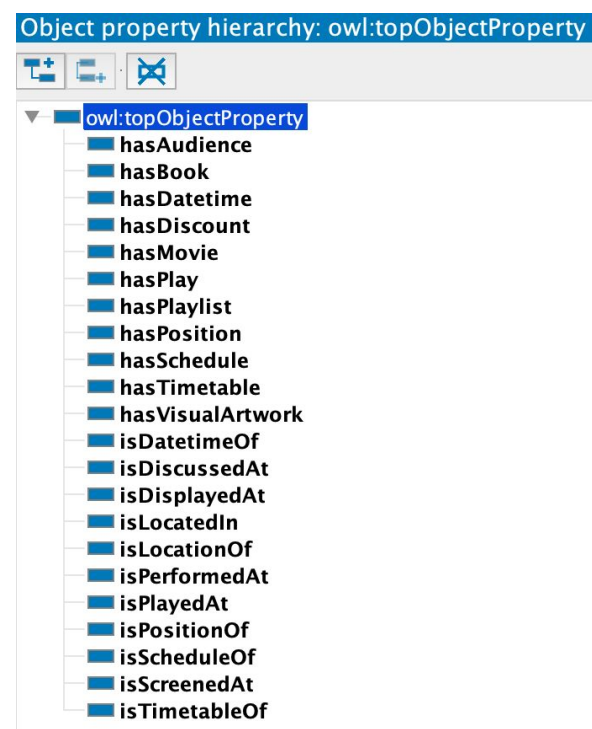 Object property hierarchy: owl:topObjectProperty
owl:topObjectProperty
hasAudience
hasBook
hasDatetime
hasDiscount
hasMovie
hasPlay
hasPlaylist
hasPosition
hasSchedule
hasTimetable
hasVisualArtwork
isDatetimeOf
isDiscussedAt
isDisplayedAt
isLocatedIn
isLocationOf
isPerformedAt
isPlayedAt
isPositionOf
isScheduleOf
isScreenedAt
isTimetableOf